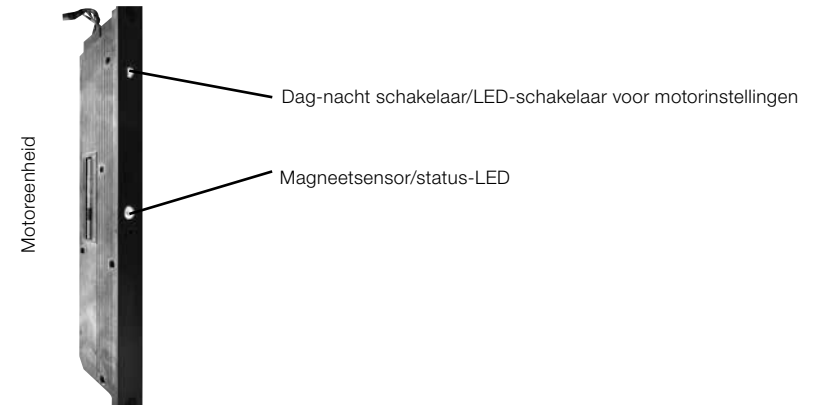 Dag-nacht schakelaar/LED-schakelaar voor motorinstellingen
Magneetsensor/status-LED
Motoreenheid